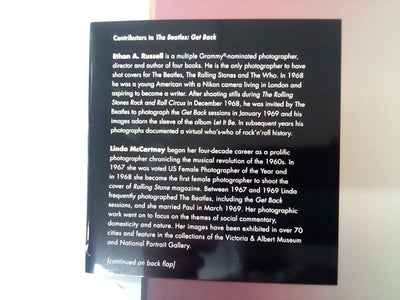 Contributors to The Beatles: Get Back
Ethan A. Russell is a multiple Grammy®-nominated photographer,
director and author of four books. He is the only photographer to have
shot covers for The Beatles, The Rolling Stones and The Who. In 1968
he was a young American with a Nikon camera living in London and
aspiring to become a writer. After shooting stills during The Rolling
Stones Rock and Roll Circus in December 1968, he was invited by The
Beatles to photograph the Get Back sessions in January 1969 and his
images adorn the sleeve of the album Let It Be. In subsequent years his
photographs documented a virtual who'swho of rock'n'roll history.
Linda McCartney began her four-decade career as a prolific
photographer chronicling the musical revolution of the 1960s. In
1967 she was voted US Female Photographer of the Year and
in 1968 she became the first female photographer to shoot the
cover of Rolling Stone magazine. Between 1967 and 1969 Linda
frequently photographed The Beatles, including the Get Back
sessions, and she married Paul in March 1969. Her photographic
work went on to focus on the themes of social commentary,
domesticity and nature. Her images have been exhibited in over 70
cities and feature in the collections of the Victoria & Albert Museum
and National Portrait Gallery.
[continued on back flap]